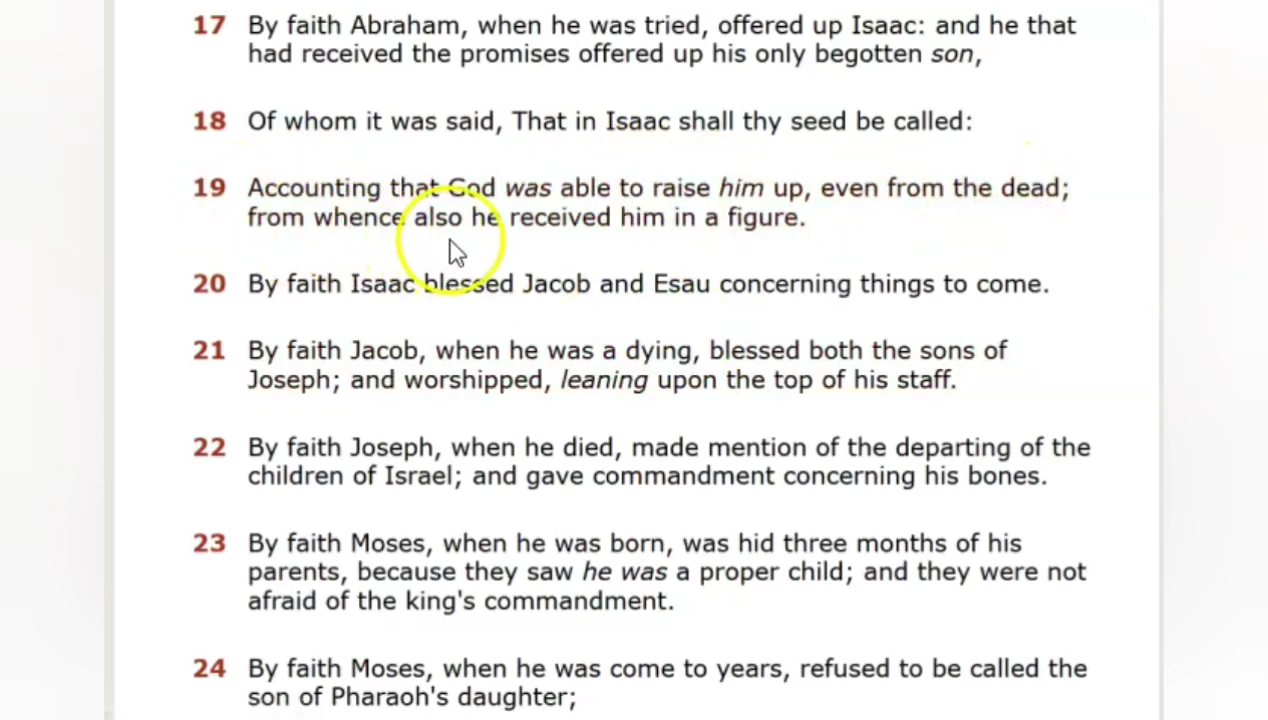 17 By faith Abraham, when he was tried, offered up Isaac: and he that
had received the promises offered up his only begotten son,
18 Of whom it was said, That in Isaac shall thy seed be called:
19 Accounting that God was able to raise him up, even from the dead;
from whence also he received him in a figure.
20 By faith Isaac blessed Jacob and Esau concerning things to come.
21 By faith Jacob, when he was a dying, blessed both the sons of
Joseph; and worshipped, leaning upon the top of his staff.
22 By faith Joseph, when he died, made mention of the departing of the
children of Israel; and gave commandment concerning his bones.
23 By faith Moses, when he was born, was hid three months of his
parents, because they saw he was a proper child; and they were not
afraid of the king's commandment.
24 By faith Moses, when he was come to years, refused to be called the
son of Pharaoh's daughter;